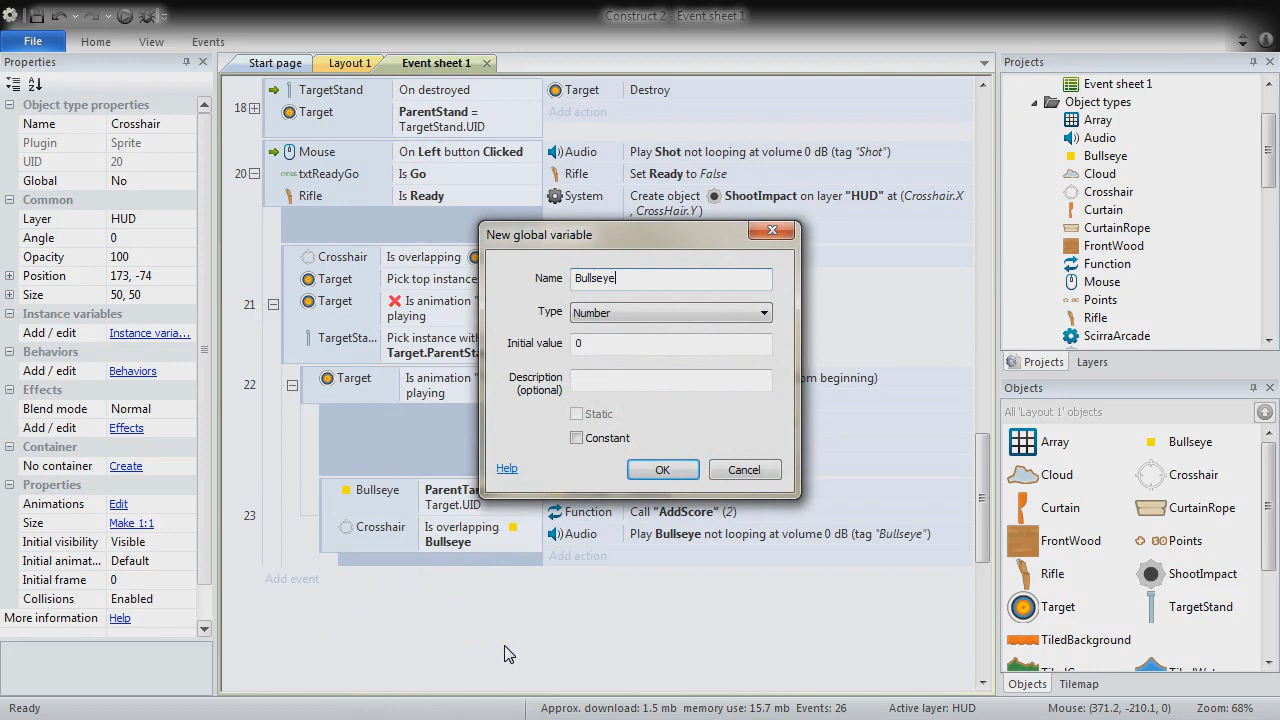 Construct 2 - Event sheet 1
File
Home
View
Events
Properties
Object type properties
Name Crosshair
Plugin Sprite
UID 20
Global No
Common
Layer HUD
Angle 0
Opacity 100
Position 173, -74
Size 50, 50
Instance variables
Add / edit Instance varia...
Behaviors
Add / edit Behaviors
Effects
Blend mode Normal
Add / edit Effects
Container
No container Create
Properties
Animations Edit
Size Make 1:1
Initial visibility Visible
Initial animat... Default
Initial frame 0
Collisions Enabled
More information Help
Start page
Layout 1
Event sheet 1
18
TargetStand On destroyed
Target ParentStand =
TargetStand.UID
Target Destroy
Add action
20
Mouse On Left button Clicked
txtReadyGo Is Go
Rifle Is Ready
Audio Play Shot not looping at volume 0 dB (tag "Shot")
Rifle Set Ready to False
System Create object ShootImpact on layer "HUD" at (Crosshair.X
, CrossHair.Y)
21
Crosshair Is overlapping
Target Pick top instance
Target Is animation "
playing
TargetSta... Pick instance with
Target.ParentSta
22
Target Is animation "
playing
om beginning)
23
Bullseye ParentTar
Target.UID
Crosshair Is overlapping
Bullseye
Function Call "AddScore" (2)
Audio Play Bullseye not looping at volume 0 dB (tag "Bullseye")
Add action
Add event
New global variable
Name Bullseye
Type Number
Initial value 0
Description
(optional)
Static
Constant
Help
OK
Cancel
Projects
Event sheet 1
Object types
Array
Audio
Bullseye
Cloud
Crosshair
Curtain
CurtainRope
FrontWood
Function
Mouse
Points
Rifle
ScirraArcade
Projects
Layers
Objects
All 'Layout 1' objects
Array
Bullseye
Cloud
Crosshair
Curtain
CurtainRope
FrontWood
Points
Rifle
ShootImpact
Target
TargetStand
TiledBackground
Objects
Tilemap
Ready
Approx. download: 1.5 mb
memory use: 15.7 mb
Events: 26
Active layer: HUD
Mouse: (371.2, -210.1, 0)
Zoom: 68%